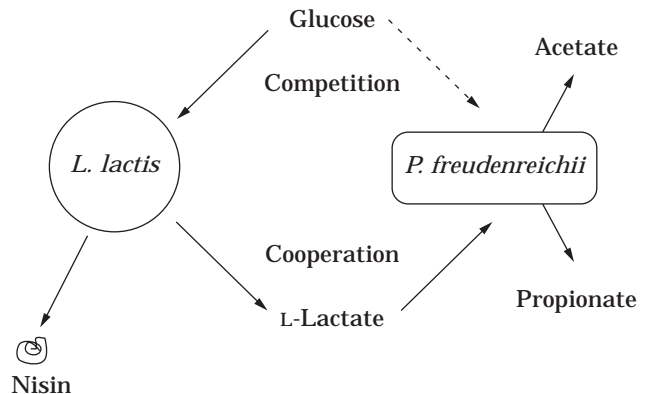 Glucose
Acetate
Competition
L. lactis
P. freudenreichii
Cooperation
L-Lactate
Propionate
Nisin